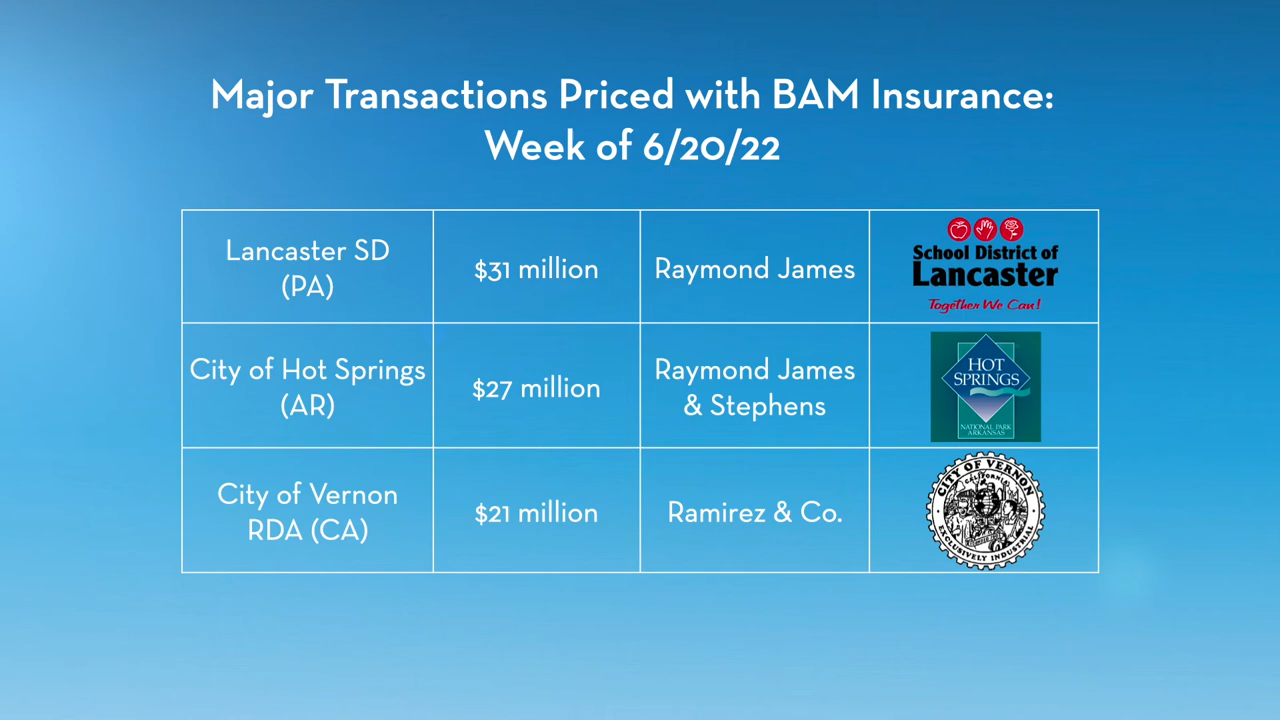 Major Transactions Priced with BAM Insurance:
Week of 6/20/22
Lancaster SD
(PA)
$31 million
Raymond James
School District of
Lancaster
Together We Can!
City of Hot Springs
(AR)
$27 million
Raymond James
& Stephens
HOT
SPRINGS
NATIONAL PARK
ARKANSAS
City of Vernon
RDA (CA)
$21 million
Ramirez & Co.
CITY OF VERNON
CALIFORNIA
EXCLUSIVELY INDUSTRIAL